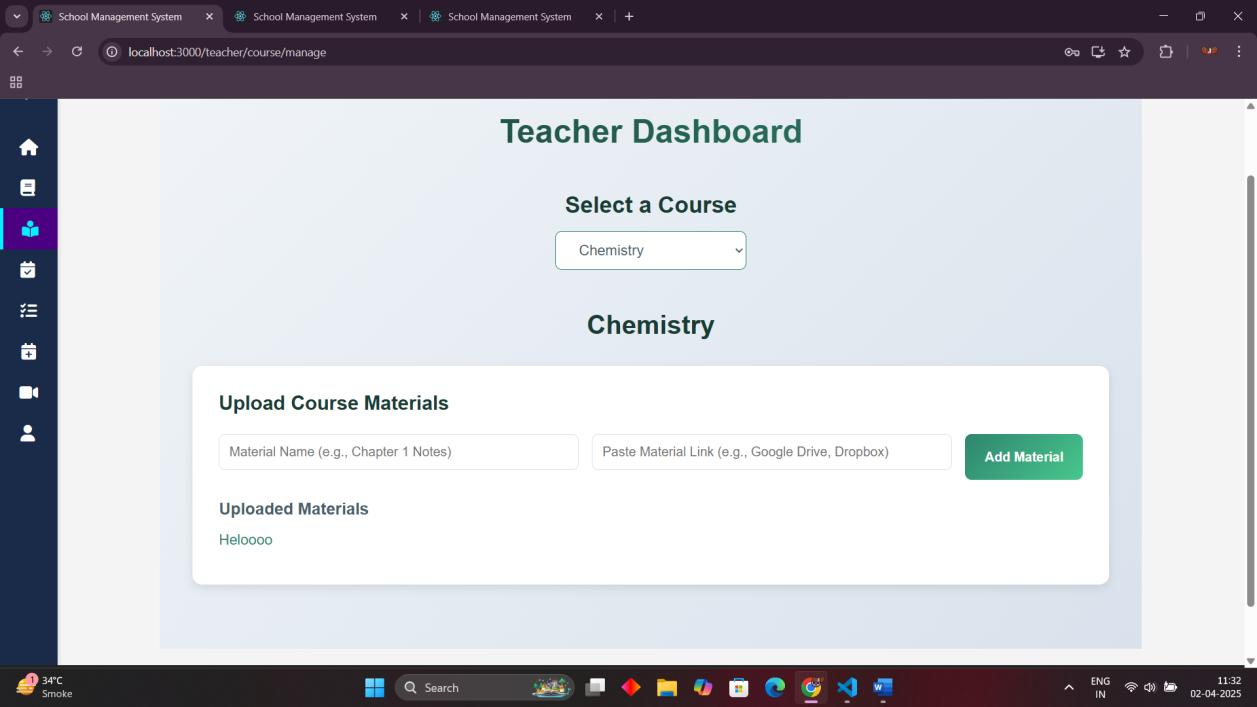 School Management System
School Management System
School Management System
localhost:3000/teacher/course/manage
Teacher Dashboard
Select a Course
Chemistry
Chemistry
Upload Course Materials
Material Name (e.g., Chapter 1 Notes)
Paste Material Link (e.g., Google Drive, Dropbox)
Add Material
Uploaded Materials
Heloooo
1
34°C
Smoke
Search
ENG
IN
11:32
02-04-2025